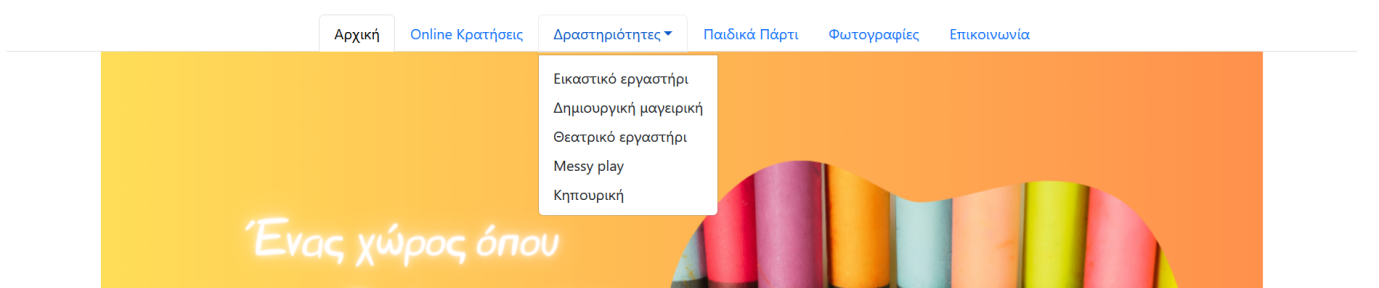 Αρχική Online Κρατήσεις Δραστηριότητες Παιδικά Πάρτι Φωτογραφίες Επικοινωνία
Εικαστικό εργαστήρι
Δημιουργική μαγειρική
Θεατρικό εργαστήρι
Messy play
Κηπουρική
Ένας χώρος όπου